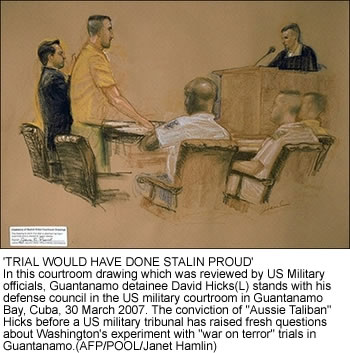 'TRIAL WOULD HAVE DONE STALIN PROUD'
In this courtroom drawing which was reviewed by US Military
officials, Guantanamo detainee David Hicks(L) stands with his
defense council in the US military courtroom in Guantanamo
Bay, Cuba, 30 March 2007. The conviction of "Aussie Taliban"
Hicks before a US military tribunal has raised fresh questions
about Washington's experiment with "war on terror" trials in
Guantanamo.(AFP/POOL/Janet Hamlin)